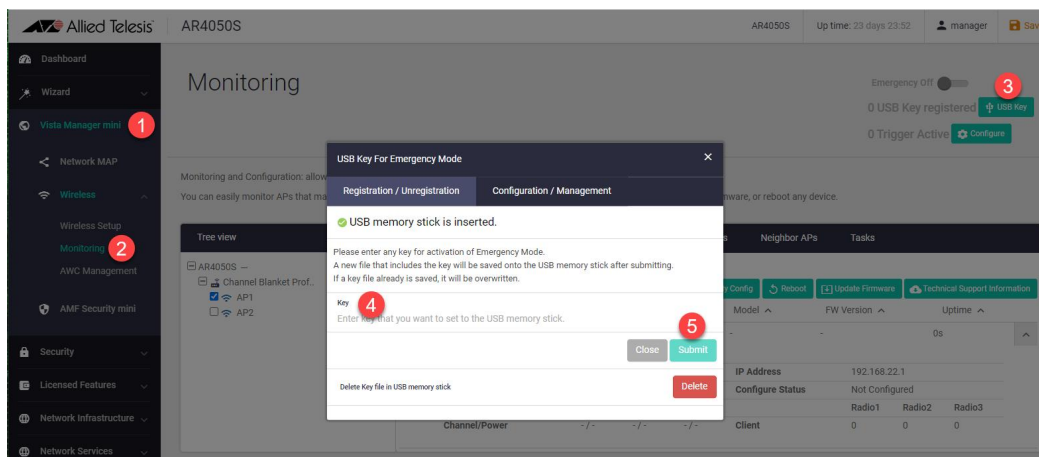 Allied Telesis
AR4050S
AR4050S
Up time: 23 days 23:52
manager
Sav
Dashboard
Wizard
Vista Manager mini
1
Network MAP
Wireless
Wireless Setup
Monitoring
2
AWC Management
AMF Security mini
Security
Licensed Features
Network Infrastructure
Network Services
Monitoring
Emergency Off
3
0 USB Key registered
USB Key
0 Trigger Active
Configure
Monitoring and Configuration: allow
You can easily monitor APs that ma
mware, or reboot any device.
Tree view
s
Neighbor APs
Tasks
AR4050S —
Channel Blanket Prof..
AP1
AP2
USB Key For Emergency Mode
×
Registration / Unregistration
Configuration / Management
USB memory stick is inserted.
Please enter any key for activation of Emergency Mode.
A new file that includes the key will be saved onto the USB memory stick after submitting.
If a key file already is saved, it will be overwritten.
Key
4
Enter key that you want to set to the USB memory stick.
5
Close
Submit
Delete Key file in USB memory stick
Delete
y Config
Reboot
Update Firmware
Technical Support Information
Model
FW Version
Uptime
-
-
0s
IP Address
192.168.22.1
Configure Status
Not Configured
Radio1
Radio2
Radio3
Channel/Power
- / -
- / -
- / -
Client
0
0
0